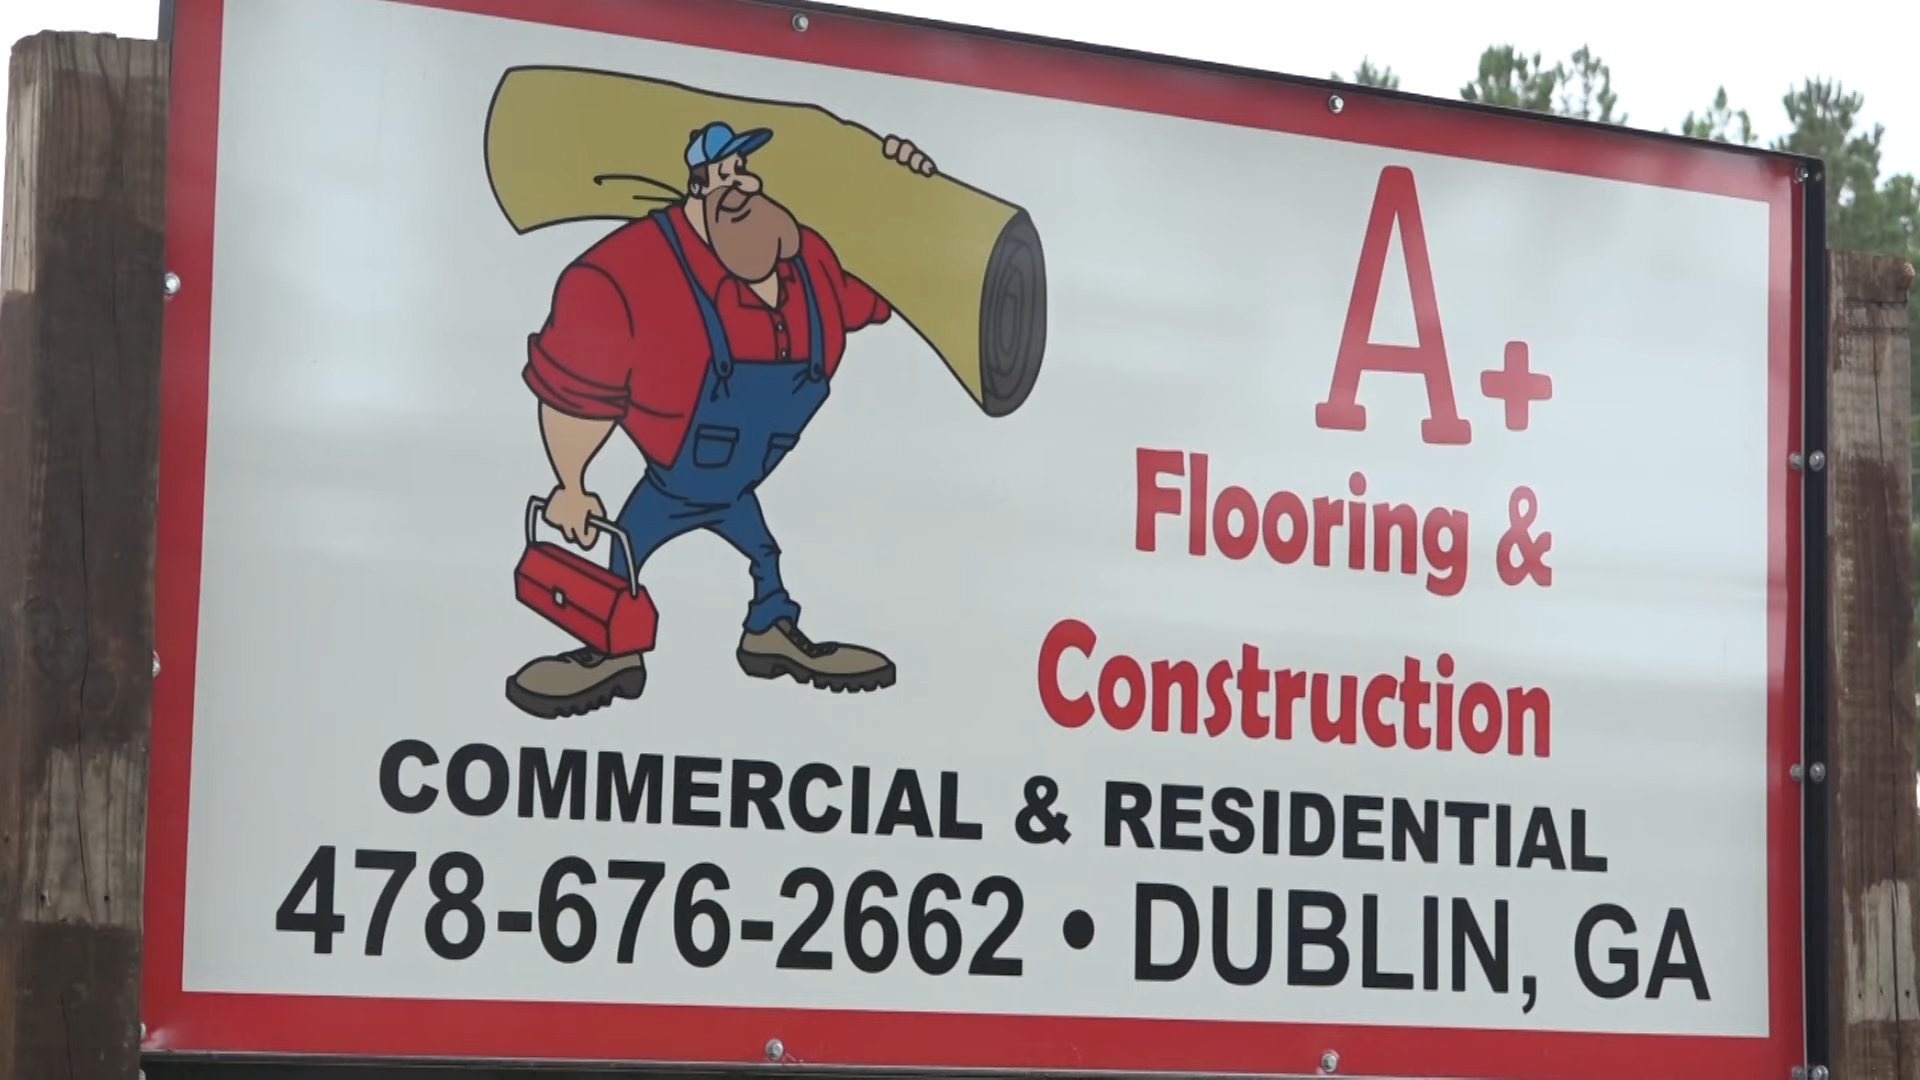 A+
Flooring &
Construction
COMMERCIAL & RESIDENTIAL
478-676-2662 • DUBLIN, GA